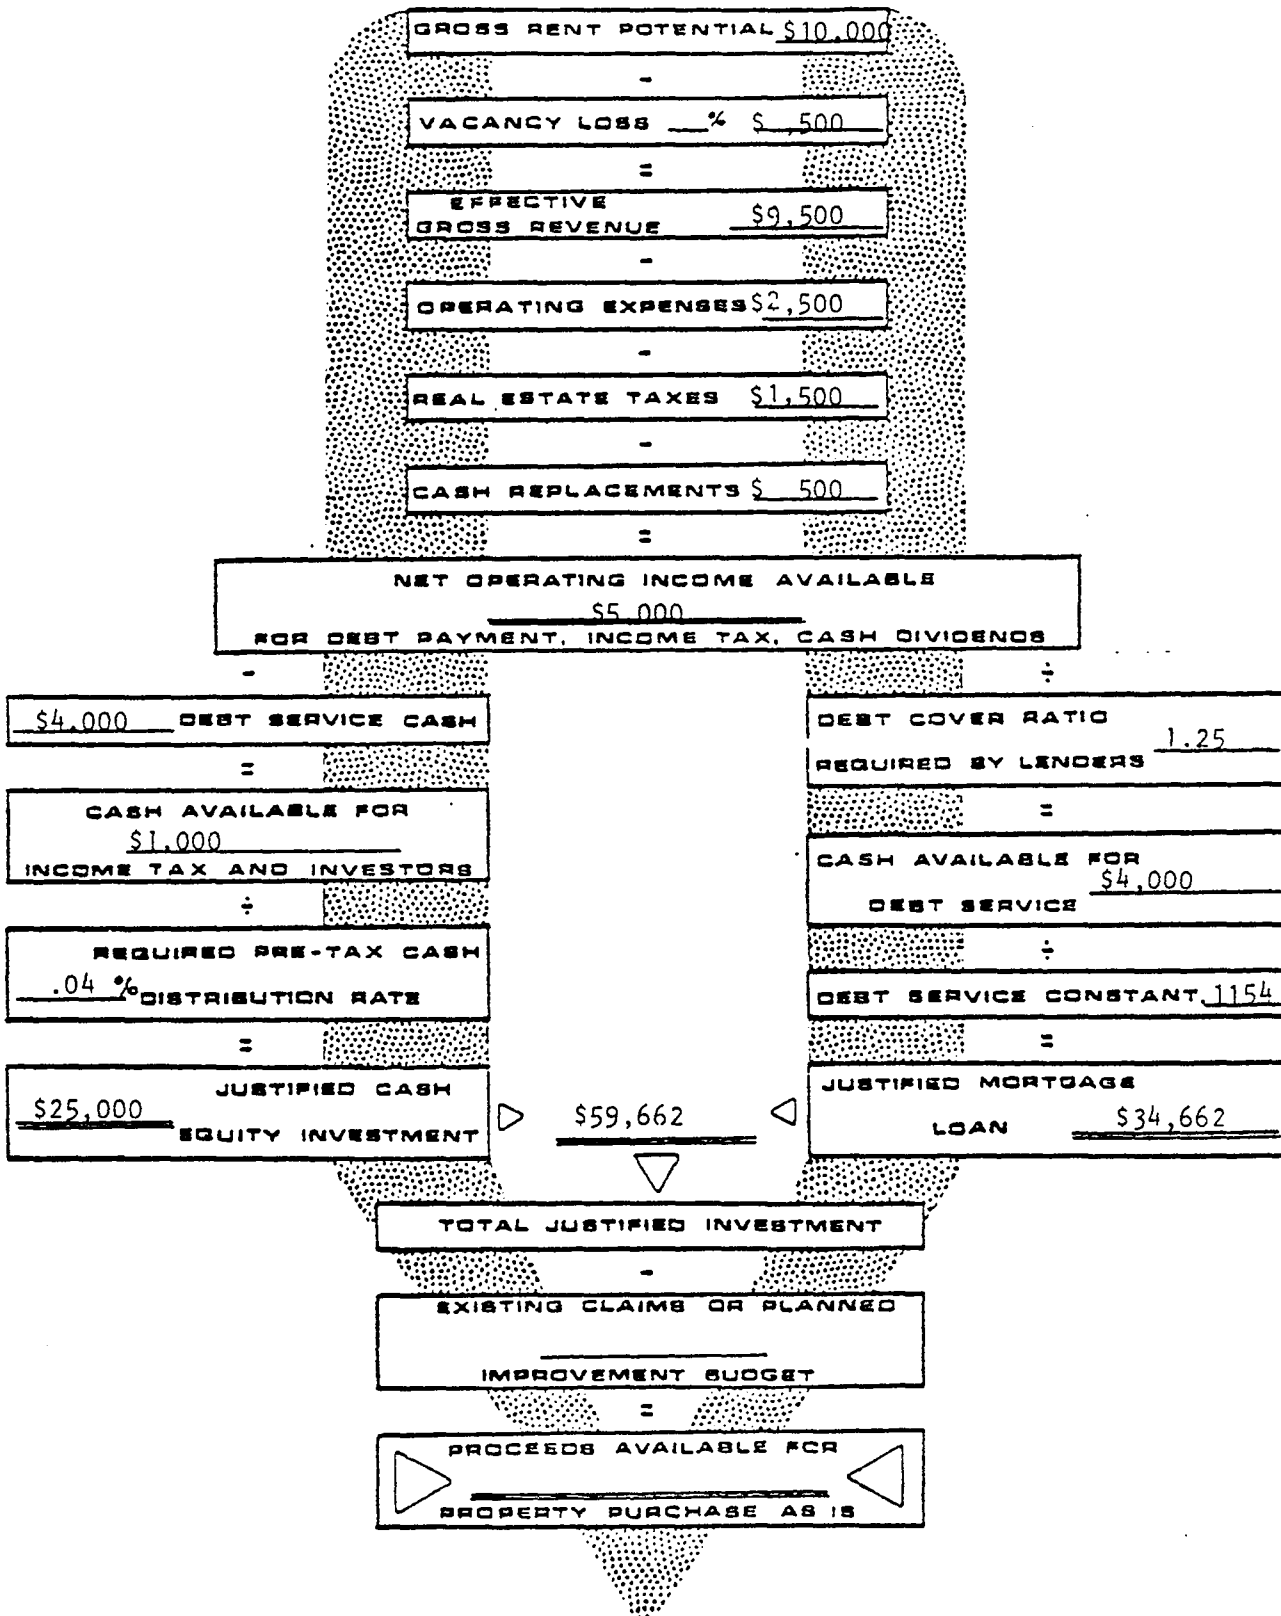 GROSS RENT POTENTIAL $10,000
-
VACANCY LOSS __% $ ,500
=
EFFECTIVE
GROSS REVENUE $9,500
-
OPERATING EXPENSES $2,500
-
REAL ESTATE TAXES $1,500
-
CASH REPLACEMENTS $ 500
=
NET OPERATING INCOME AVAILABLE
$5,000
FOR DEBT PAYMENT, INCOME TAX, CASH DIVIDENDS
-
$4,000 DEBT SERVICE CASH
=
CASH AVAILABLE FOR
$1,000
INCOME TAX AND INVESTORS
÷
REQUIRED PRE-TAX CASH
.04 % DISTRIBUTION RATE
=
JUSTIFIED CASH
$25,000
EQUITY INVESTMENT
÷
DEBT COVER RATIO
1.25
REQUIRED BY LENDERS
=
CASH AVAILABLE FOR
$4,000
DEBT SERVICE
÷
DEBT SERVICE CONSTANT .1154
=
JUSTIFIED MORTGAGE
LOAN $34,662
$59,662
TOTAL JUSTIFIED INVESTMENT
-
EXISTING CLAIMS OR PLANNED
IMPROVEMENT BUDGET
=
PROCEEDS AVAILABLE FOR
PROPERTY PURCHASE AS IS